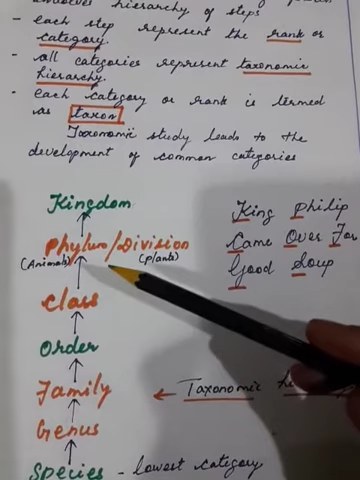 hierarchy of steps
- each step represent the rank or
category.
- all categories represent taxonomic
hierarchy.
- each category or rank is termed
as taxon
Taxonomic study leads to the
development of common categories
Kingdom
Phylum/Division
(Animals) (plants)
Class
Order
Family
Genus
Species - lowest category
King Philip
Came Over For
Good Soup
← Taxonomic